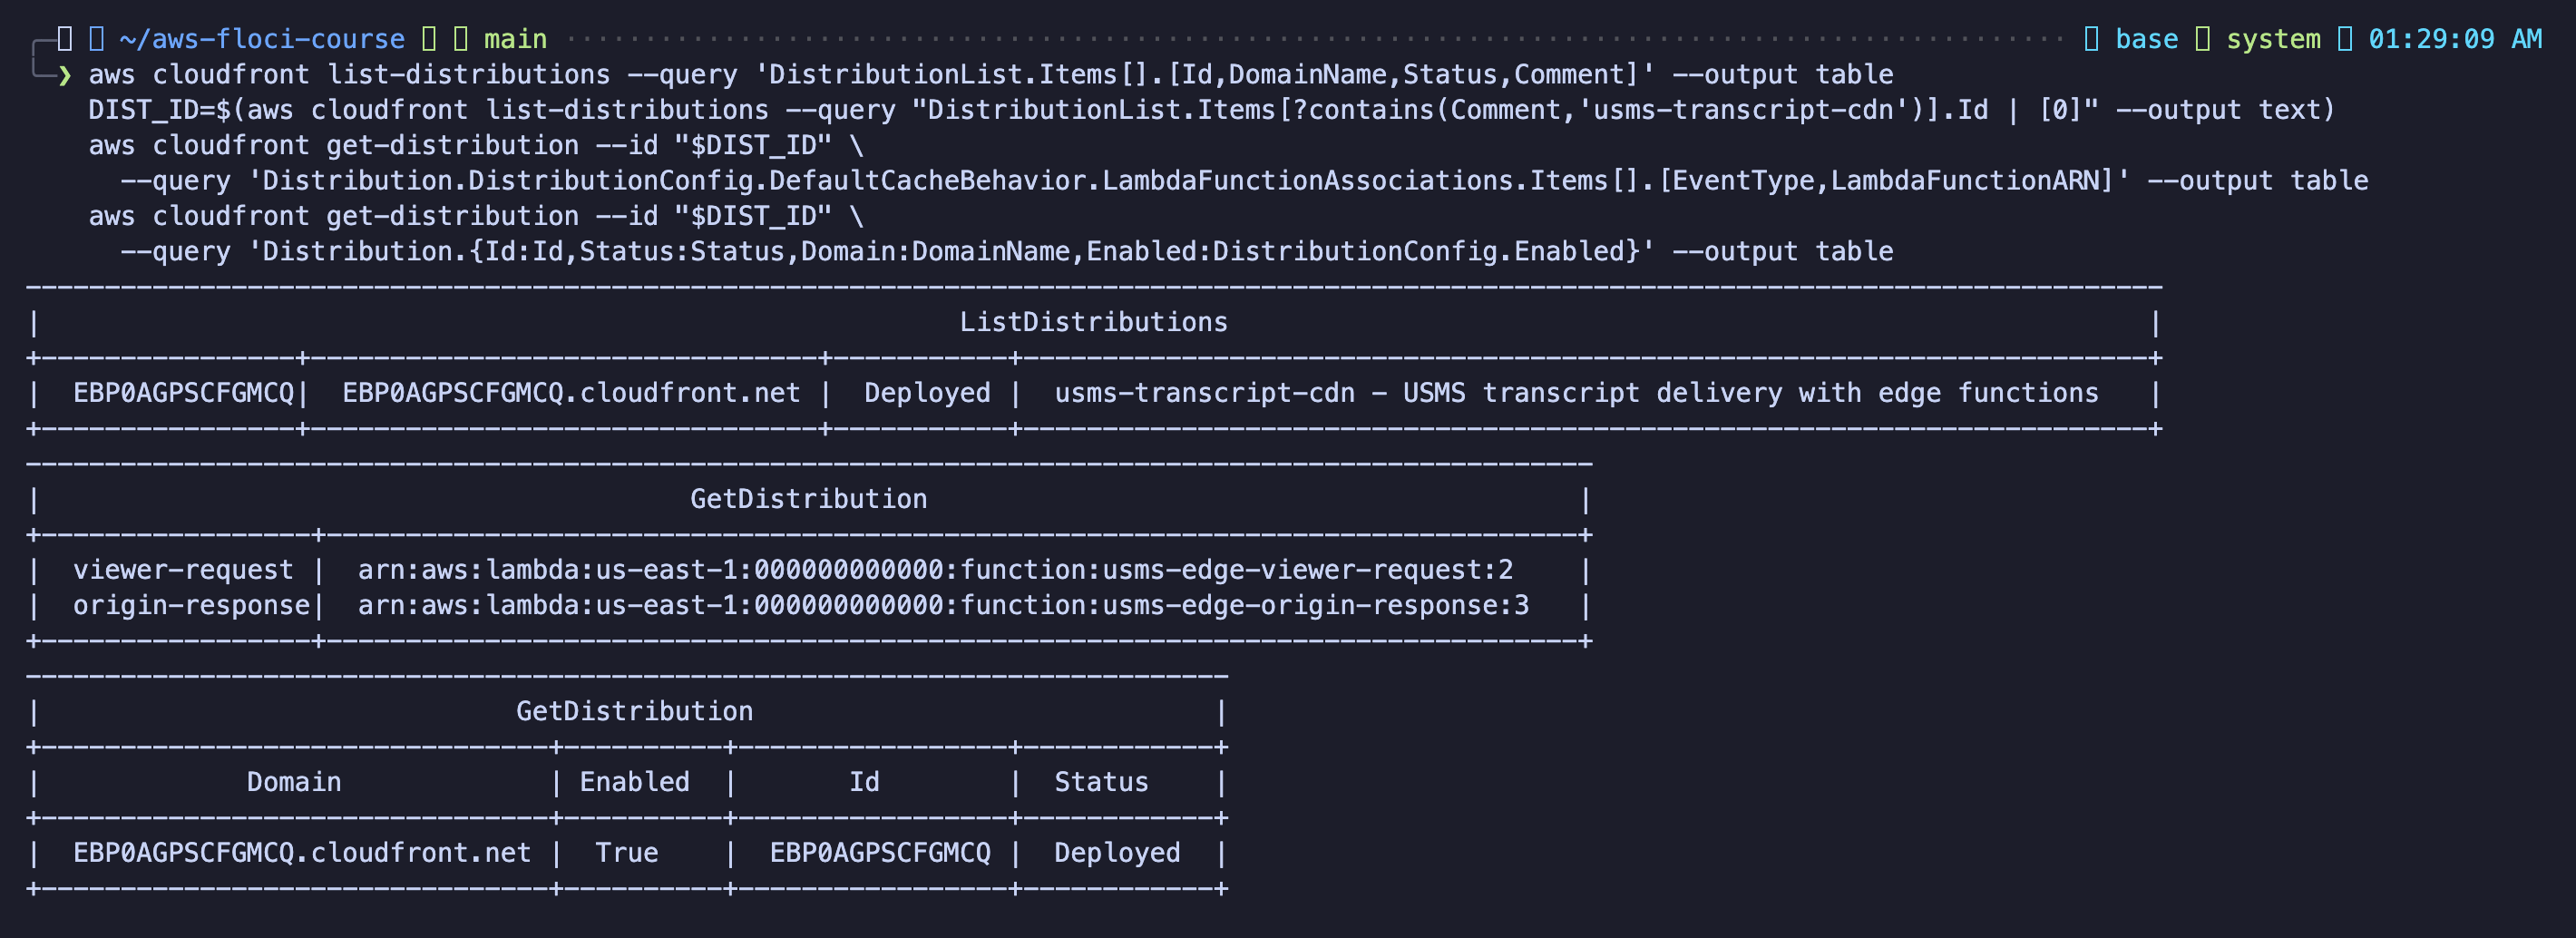 ~/aws-floci-course main base system 01:29:09 AM
❯ aws cloudfront list-distributions --query 'DistributionList.Items[].[Id,DomainName,Status,Comment]' --output table
DIST_ID=$(aws cloudfront list-distributions --query "DistributionList.Items[?contains(Comment,'usms-transcript-cdn')].Id | [0]" --output text)
aws cloudfront get-distribution --id "$DIST_ID" \
--query 'Distribution.DistributionConfig.DefaultCacheBehavior.LambdaFunctionAssociations.Items[].[EventType,LambdaFunctionARN]' --output table
aws cloudfront get-distribution --id "$DIST_ID" \
--query 'Distribution.{Id:Id,Status:Status,Domain:DomainName,Enabled:DistributionConfig.Enabled}' --output table
| ListDistributions |
| EBP0AGPSCFGMCQ| EBP0AGPSCFGMCQ.cloudfront.net | Deployed | usms-transcript-cdn - USMS transcript delivery with edge functions |
| GetDistribution |
| viewer-request | arn:aws:lambda:us-east-1:000000000000:function:usms-edge-viewer-request:2 |
| origin-response| arn:aws:lambda:us-east-1:000000000000:function:usms-edge-origin-response:3 |
| GetDistribution |
| Domain | Enabled | Id | Status |
| EBP0AGPSCFGMCQ.cloudfront.net | True | EBP0AGPSCFGMCQ | Deployed |